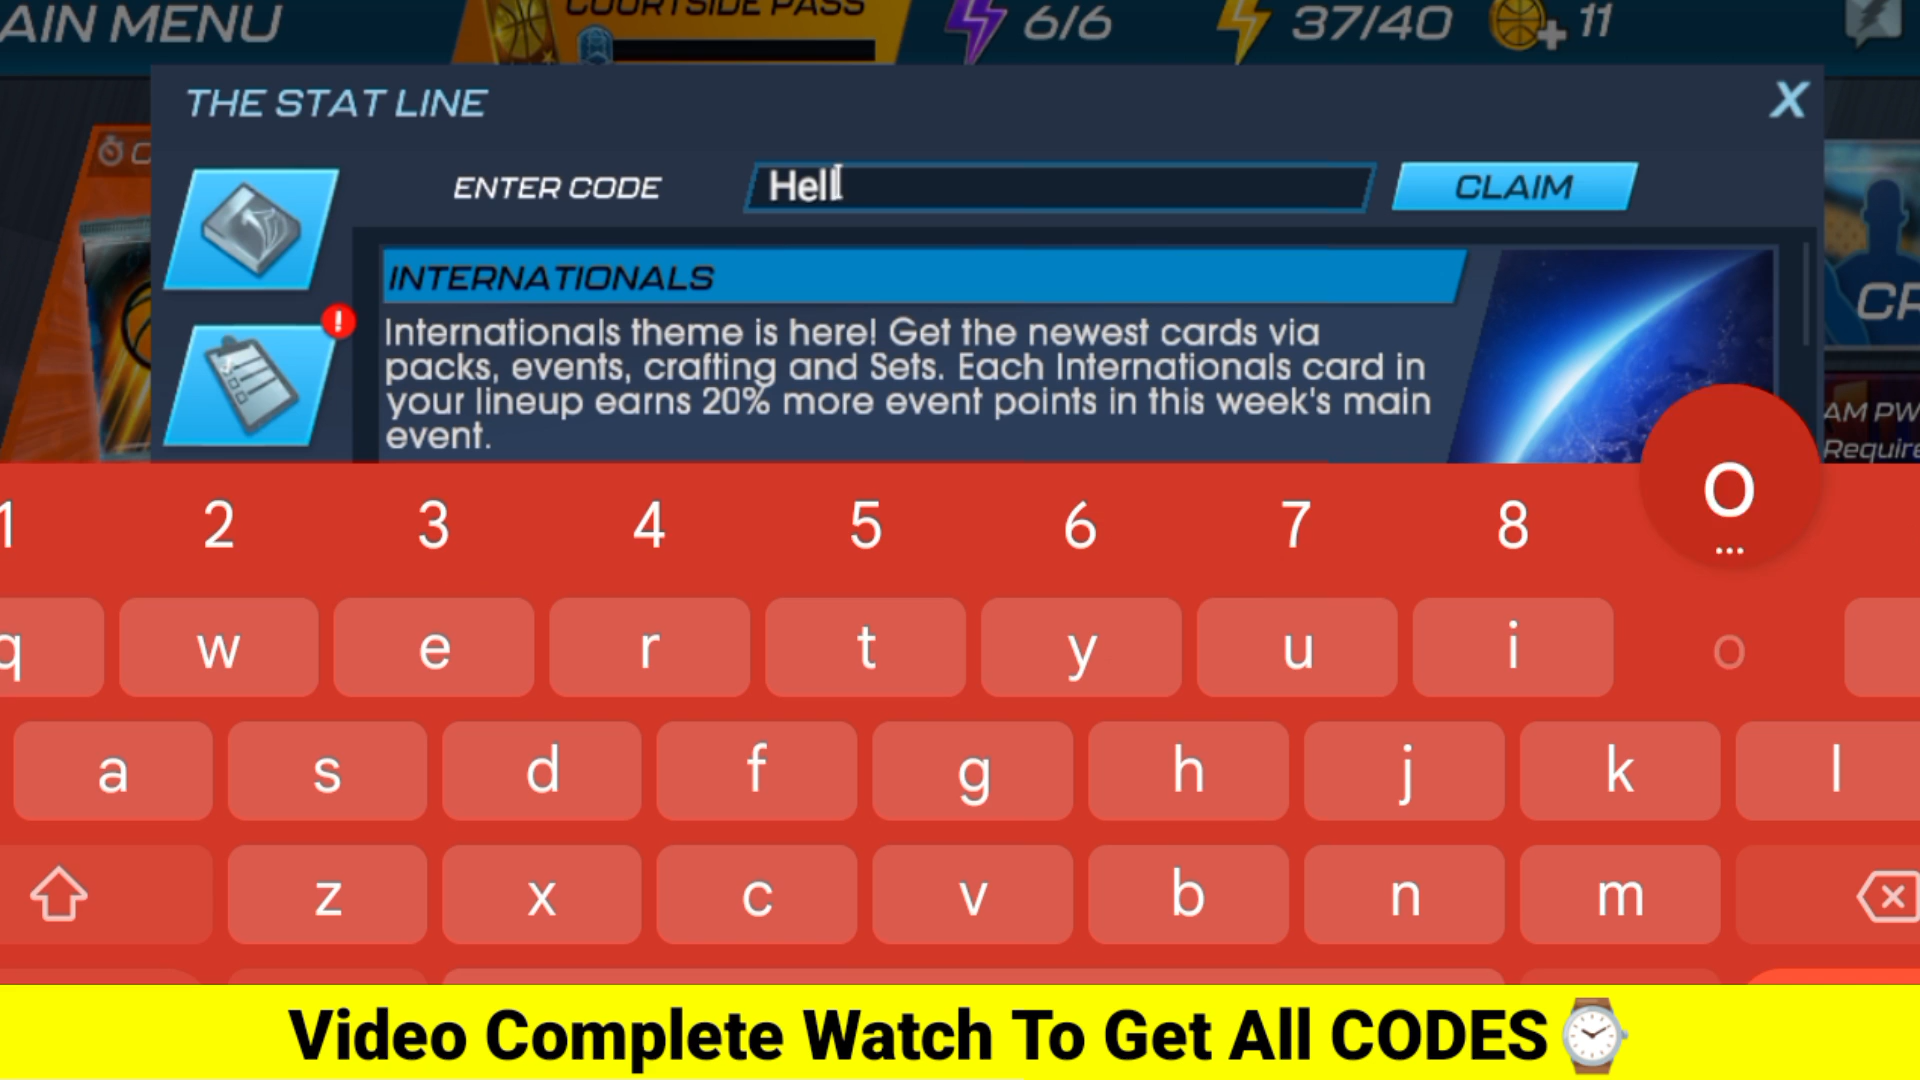 AIN MENU
COURTSIDE PASS
6/6
37/40
11
THE STAT LINE
X
ENTER CODE
Hell
CLAIM
INTERNATIONALS
Internationals theme is here! Get the newest cards via
packs, events, crafting and Sets. Each Internationals card in
your lineup earns 20% more event points in this week's main
event.
CR
AM PW
Require
1 2 3 4 5 6 7 8 o
...
q w e r t y u i o
a s d f g h j k l
z x c v b n m
Video Complete Watch To Get All CODES